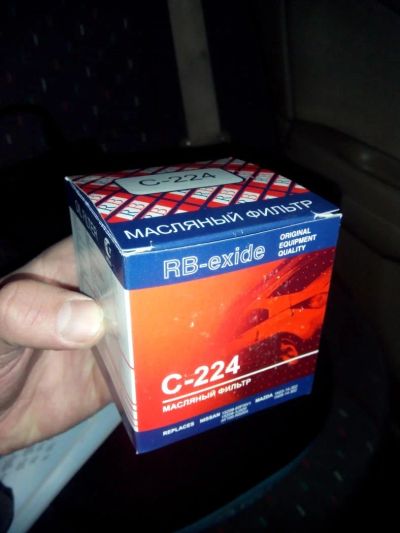 C-224
МАСЛЯНЫЙ ФИЛЬТР
RB-exide
ORIGINAL
EQUIPMENT
QUALITY
C-224
МАСЛЯНЫЙ ФИЛЬТР
REPLACES NISSAN MAZDA